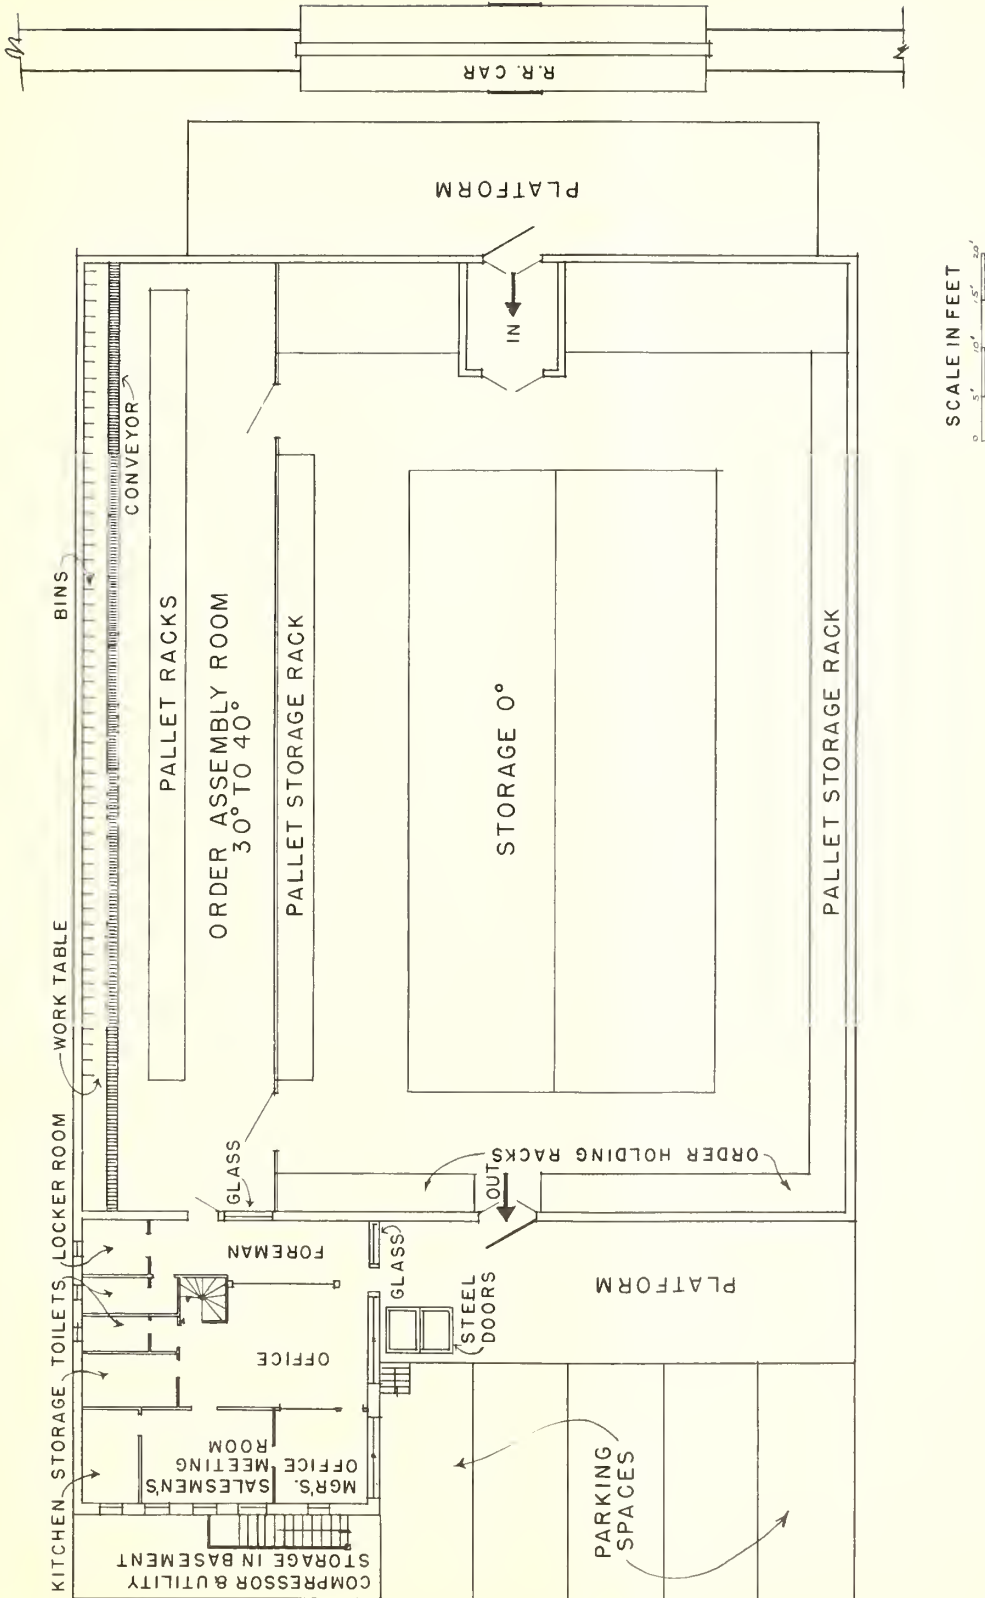 R.R. CAR
PLATFORM
IN
CONVEYOR
BINS
PALLET RACKS
ORDER ASSEMBLY ROOM
30° TO 40°
PALLET STORAGE RACK
STORAGE 0°
PALLET STORAGE RACK
SCALE IN FEET
0 5' 10' 15' 20'
WORK TABLE
LOCKER ROOM
TOILETS
STORAGE
KITCHEN
GLASS
ORDER HOLDING RACKS
OUT
FOREMAN
GLASS
STEEL
DOORS
PLATFORM
OFFICE
SALESMEN'S
MEETING
ROOM
MGR'S.
OFFICE
PARKING
SPACES
COMPRESSOR & UTILITY
STORAGE IN BASEMENT